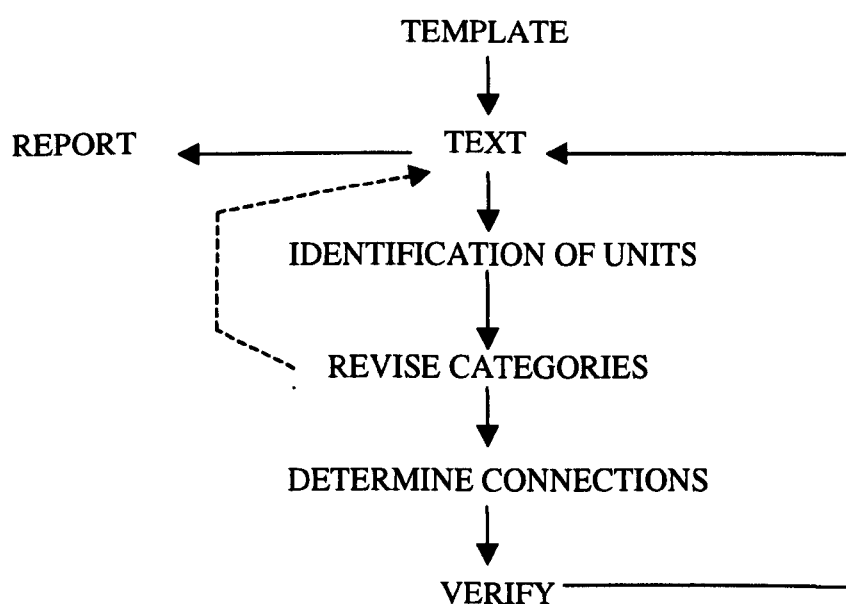 TEMPLATE
REPORT
TEXT
IDENTIFICATION OF UNITS
REVISE CATEGORIES
DETERMINE CONNECTIONS
VERIFY